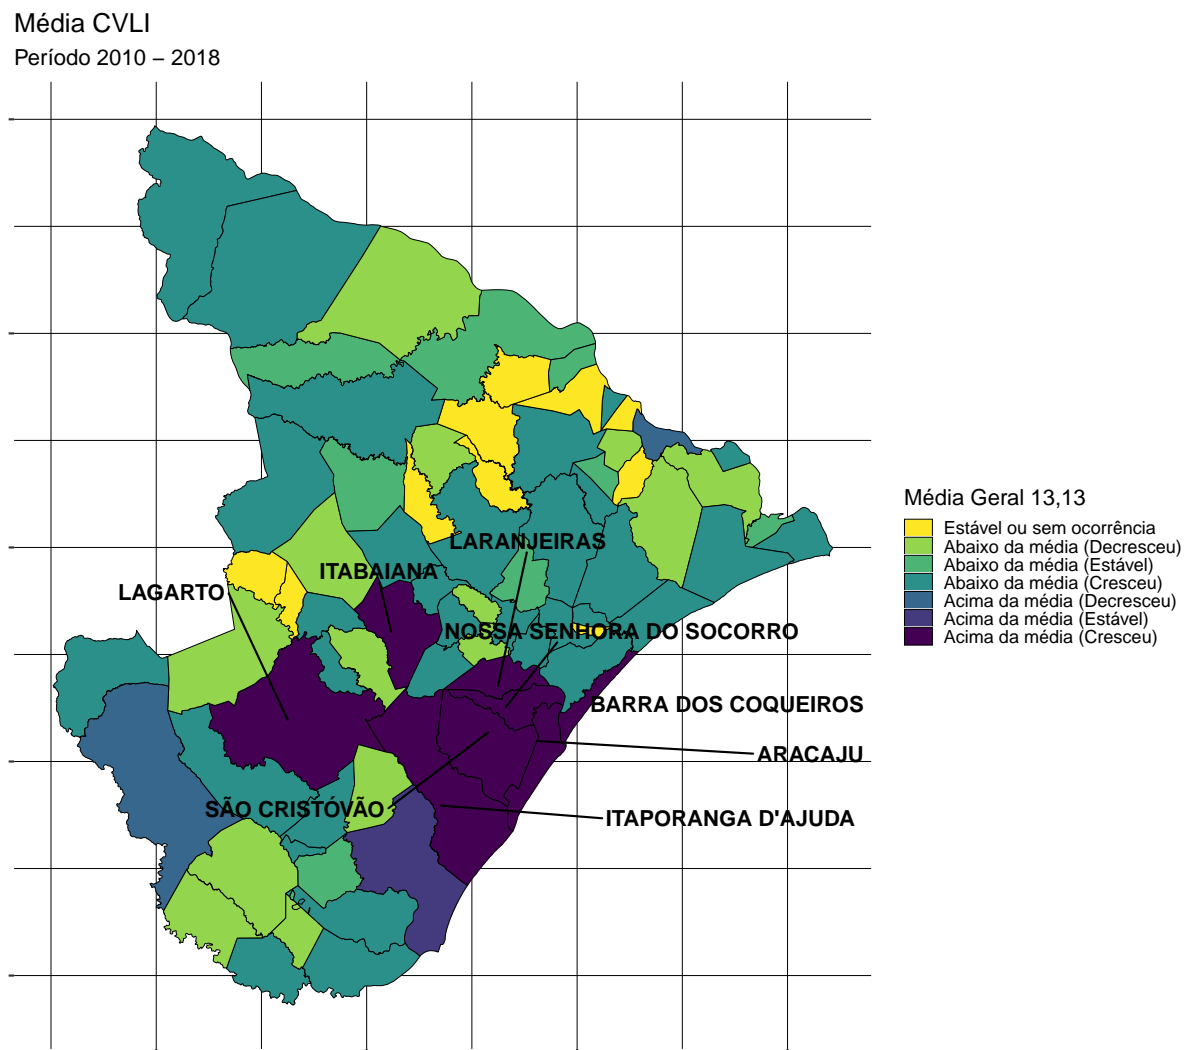 Média CVLI
Período 2010 – 2018
LARANJEIRAS
ITABAIANA
LAGARTO
NOSSA SENHORA DO SOCORRO
BARRA DOS COQUEIROS
ARACAJU
SÃO CRISTÓVÃO
ITAPORANGA D'AJUDA
Média Geral 13,13
Estável ou sem ocorrência
Abaixo da média (Decresceu)
Abaixo da média (Estável)
Abaixo da média (Cresceu)
Acima da média (Decresceu)
Acima da média (Estável)
Acima da média (Cresceu)